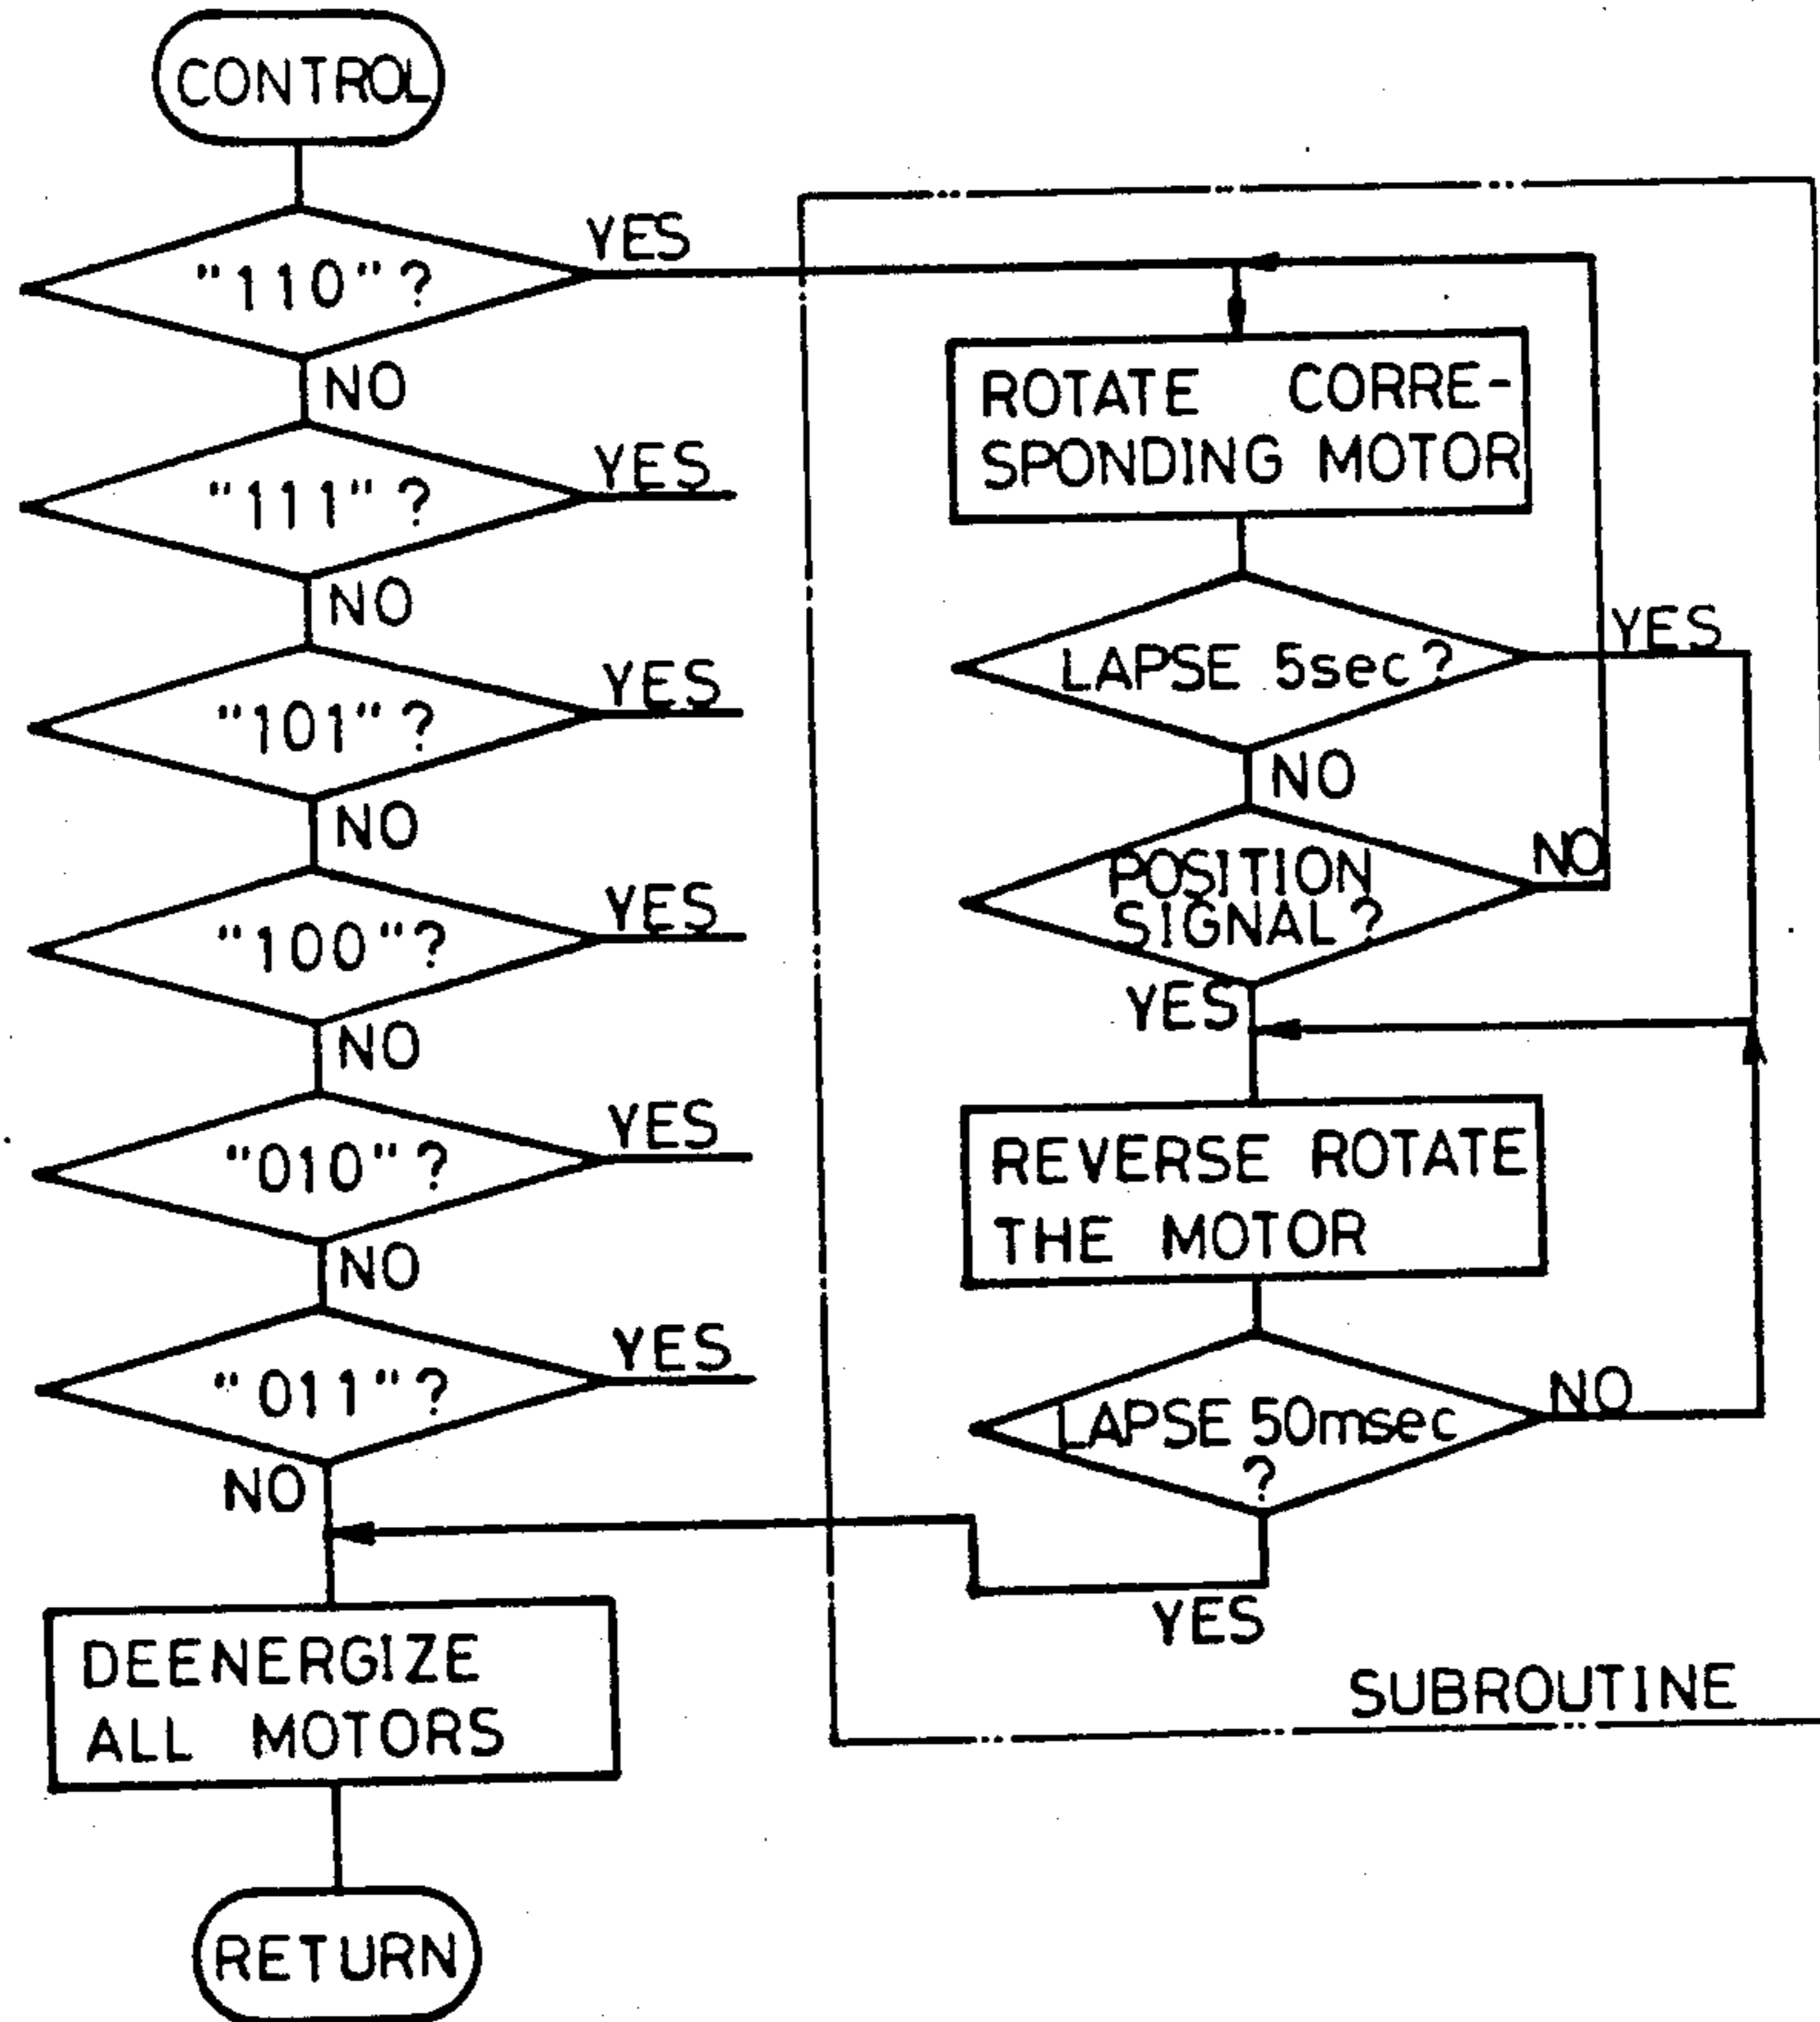 CONTROL
"110"?
YES
NO
"111"?
YES
NO
"101"?
YES
NO
"100"?
YES
NO
"010"?
YES
NO
"011"?
YES
NO
DEENERGIZE
ALL MOTORS
RETURN
ROTATE CORRE-
SPONDING MOTOR
LAPSE 5sec?
YES
NO
POSITION
SIGNAL?
NO
YES
REVERSE ROTATE
THE MOTOR
LAPSE 50msec
?
NO
YES
SUBROUTINE